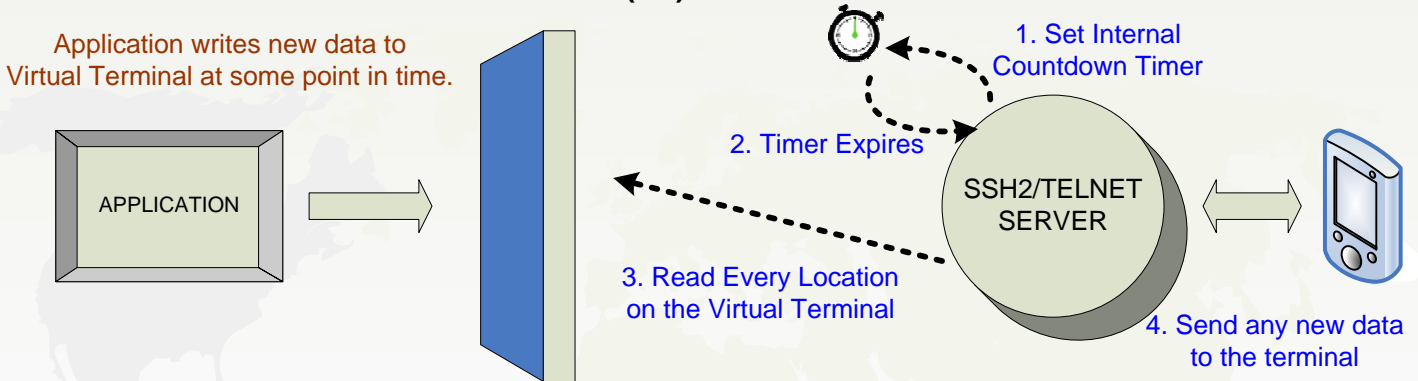 Application writes new data to
Virtual Terminal at some point in time.
1. Set Internal
Countdown Timer
2. Timer Expires
APPLICATION
SSH2/TELNET
SERVER
3. Read Every Location
on the Virtual Terminal
4. Send any new data
to the terminal